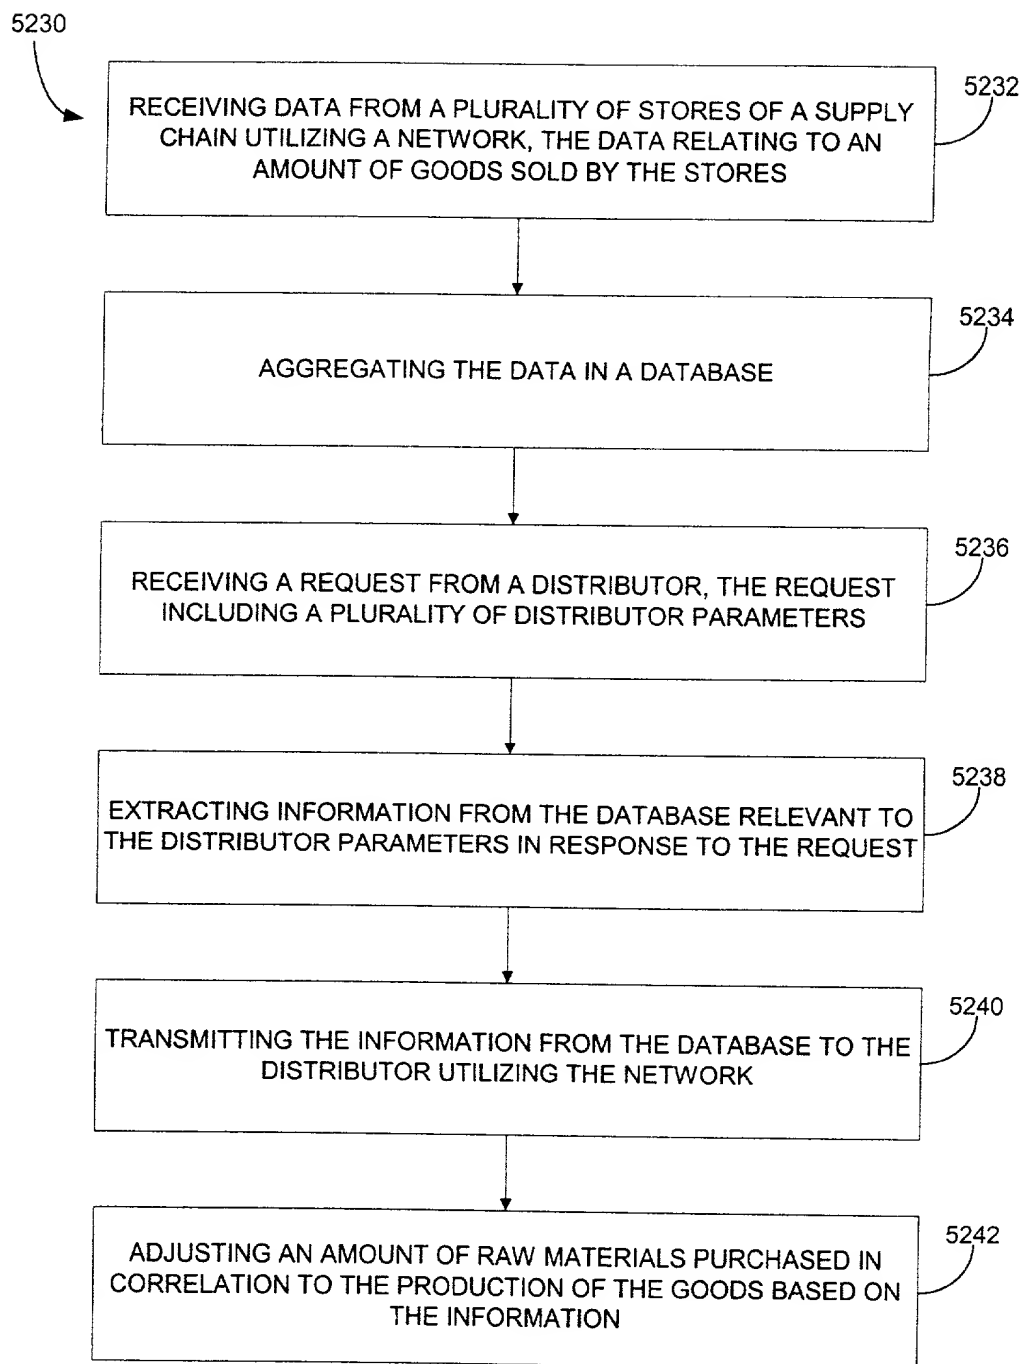 5230
5232
RECEIVING DATA FROM A PLURALITY OF STORES OF A SUPPLY
CHAIN UTILIZING A NETWORK, THE DATA RELATING TO AN
AMOUNT OF GOODS SOLD BY THE STORES
5234
AGGREGATING THE DATA IN A DATABASE
5236
RECEIVING A REQUEST FROM A DISTRIBUTOR, THE REQUEST
INCLUDING A PLURALITY OF DISTRIBUTOR PARAMETERS
5238
EXTRACTING INFORMATION FROM THE DATABASE RELEVANT TO
THE DISTRIBUTOR PARAMETERS IN RESPONSE TO THE REQUEST
5240
TRANSMITTING THE INFORMATION FROM THE DATABASE TO THE
DISTRIBUTOR UTILIZING THE NETWORK
5242
ADJUSTING AN AMOUNT OF RAW MATERIALS PURCHASED IN
CORRELATION TO THE PRODUCTION OF THE GOODS BASED ON
THE INFORMATION